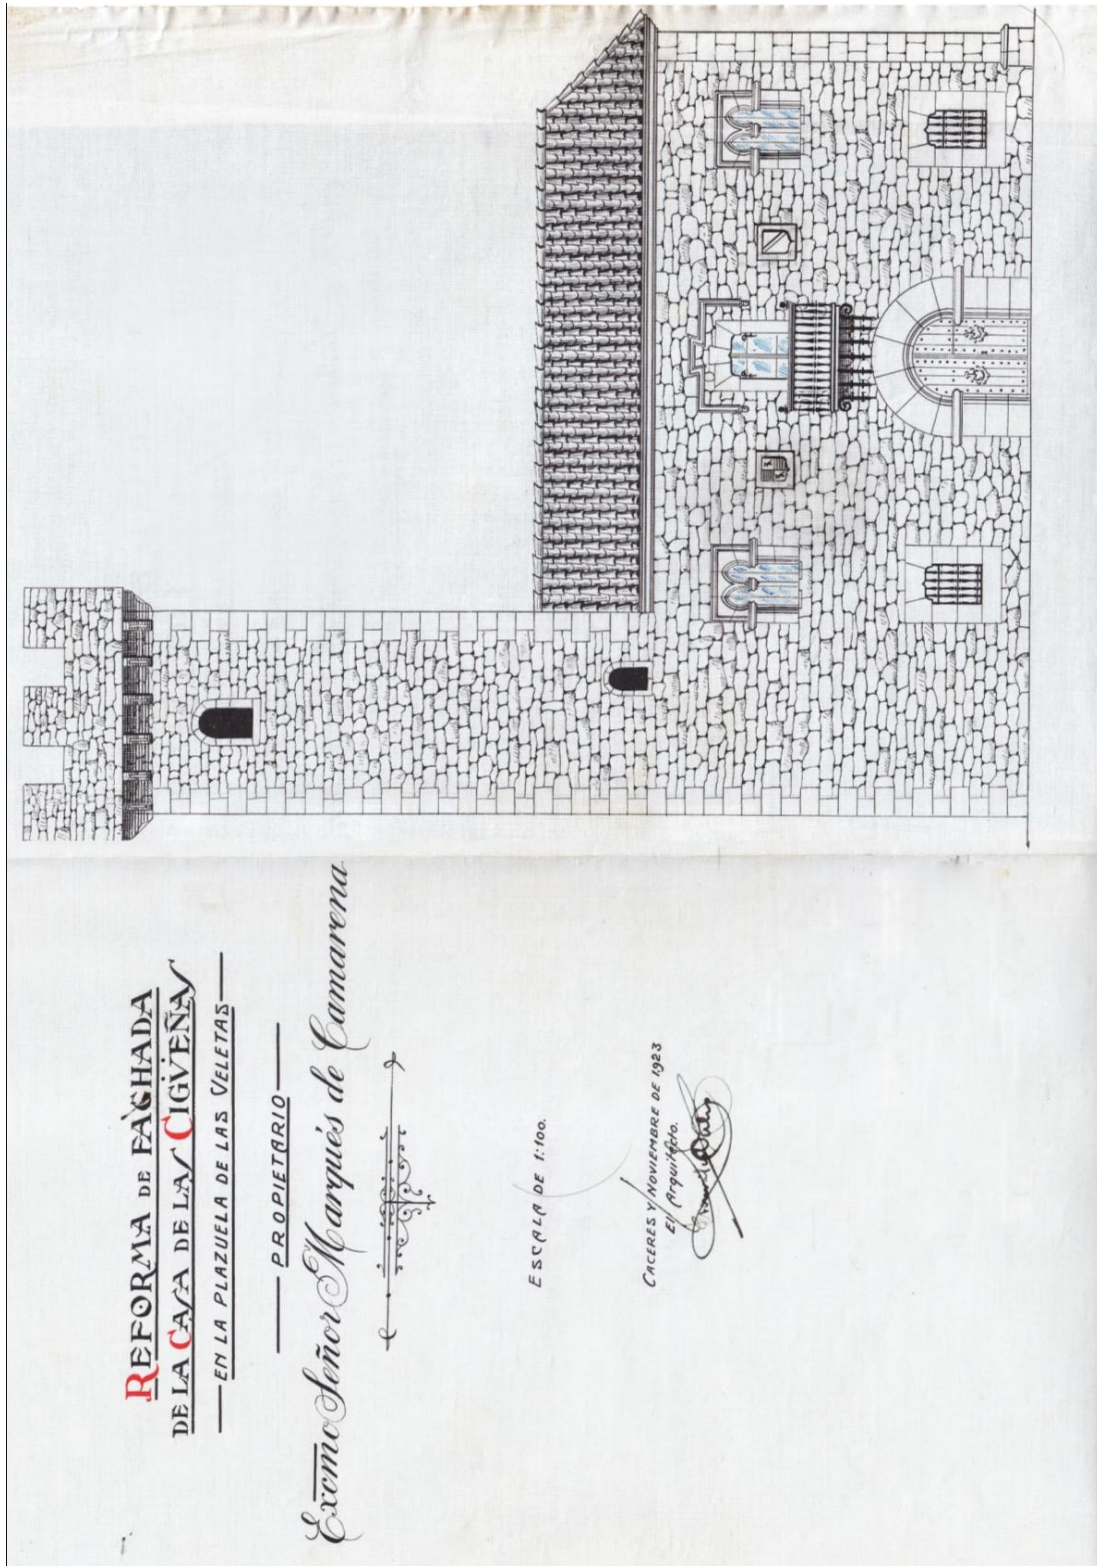 REFORMA DE FACHADA
DE LA CASA DE LAS CIGÜEÑAS
EN LA PLAZUELA DE LAS VELETAS
PROPIETARIO
Excmo Señor Marqués de Camarena
ESCALA DE 1:100.
CACERES Y NOVIEMBRE DE 1923
El Arquitecto.